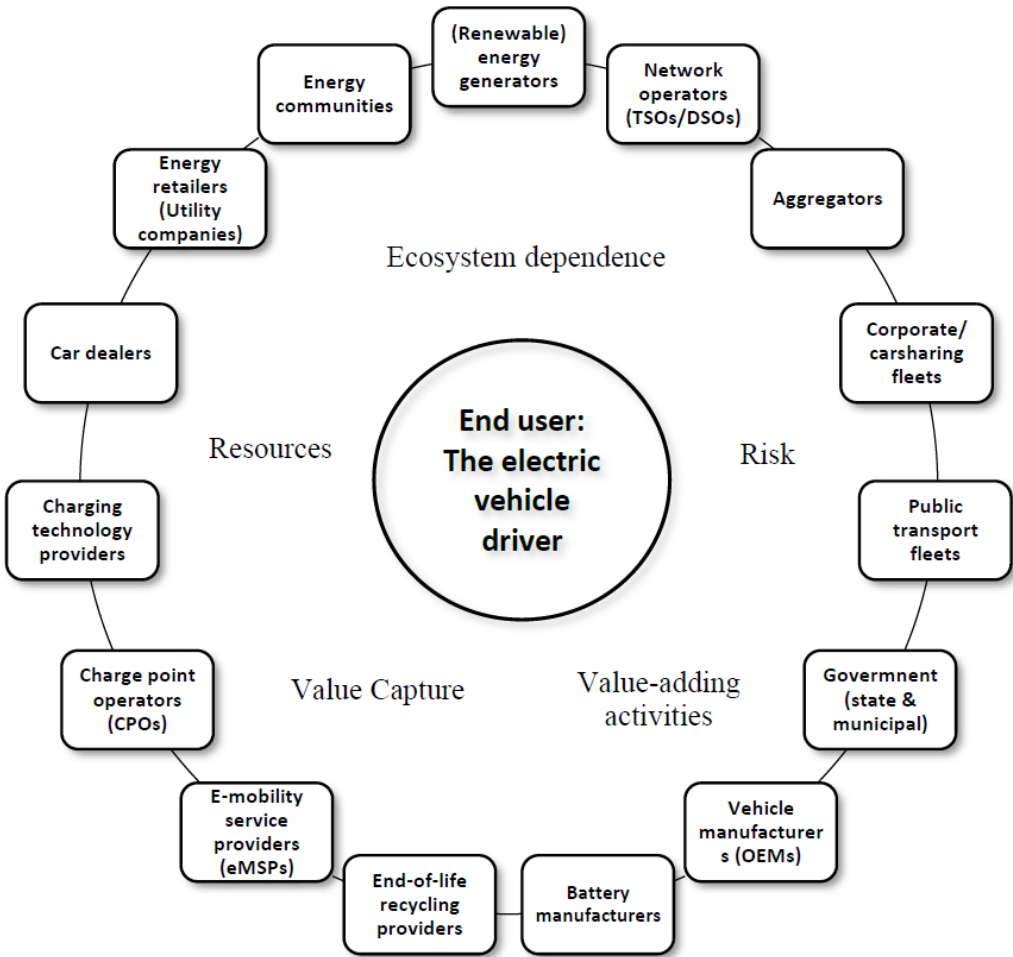 (Renewable)
energy
generators
Network
operators
(TSOs/DSOs)
Aggregators
Corporate/
carsharing
fleets
Public
transport
fleets
Government
(state &
municipal)
Vehicle
manufacturer
s (OEMs)
Battery
manufacturers
End-of-life
recycling
providers
E-mobility
service
providers
(eMSPs)
Charge point
operators
(CPOs)
Charging
technology
providers
Car dealers
Energy
retailers
(Utility
companies)
Energy
communities
Ecosystem dependence
Risk
Value-adding
activities
Value Capture
Resources
End user:
The electric
vehicle
driver